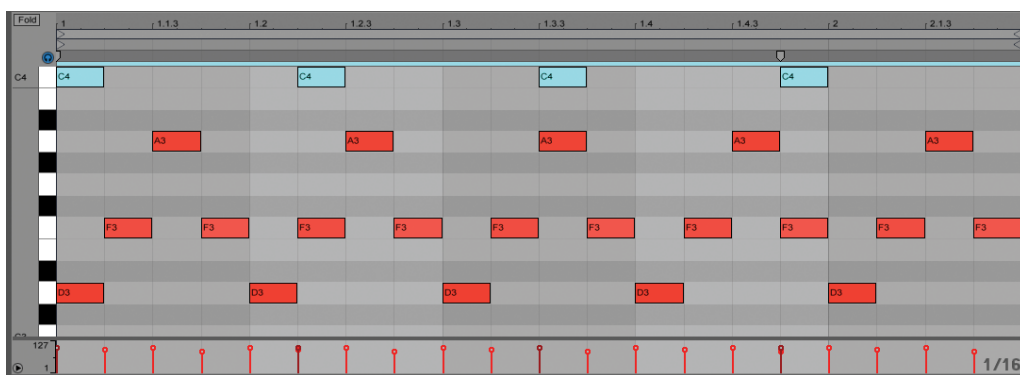 Fold 1 1.1.3 1.2 1.2.3 1.3 1.3.3 1.4 1.4.3 2 2.1.3
C4 C4 C4 C4 C4
A3 A3 A3 A3 A3
F3 F3 F3 F3 F3 F3 F3 F3 F3 F3
D3 D3 D3 D3 D3
127
1
1/16